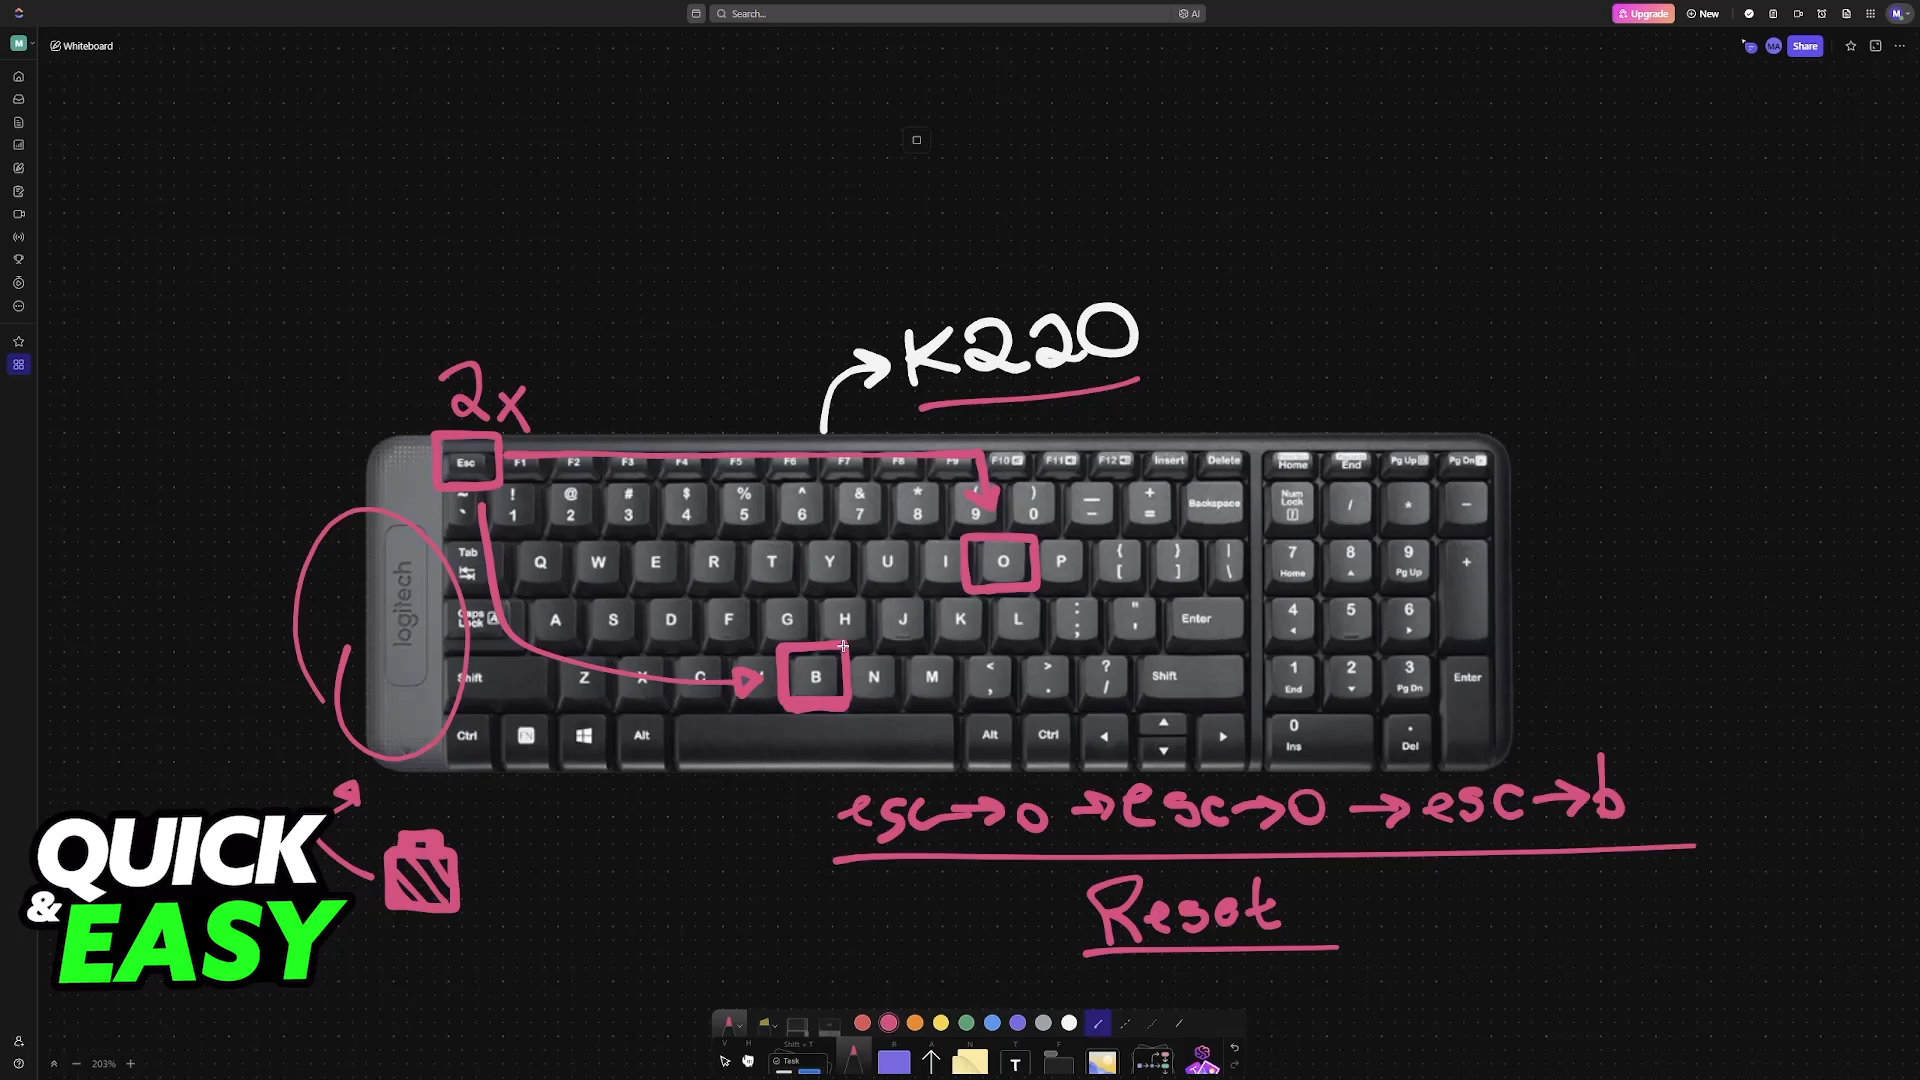 Search...
AI
Upgrade
New
M
M
Whiteboard
MA
Share
K220
2x
Esc F1 F2 F3 F4 F5 F6 F7 F8 F9 F10 F11 F12 Insert Delete Home End Pg Up Pg Dn
~ ! @ # $ % ^ & * ( ) — +
` 1 2 3 4 5 6 7 8 9 0 − = Backspace Num Lock / * −
Tab Q W E R T Y U I O P { [ } ] | \ 7 Home 8 9 Pg Up +
logitech
Caps Lock A A S D F G H J K L : ; " ' Enter 4 5 6
Shift Z X C B N M < , > . ? / Shift 1 End 2 3 Pg Dn Enter
Ctrl FN Alt Alt Ctrl 0 Ins . Del
esc→o→esc→o→esc→b
Reset
QUICK
& EASY
Shift + T
V H R A N T F
Task
T
203%